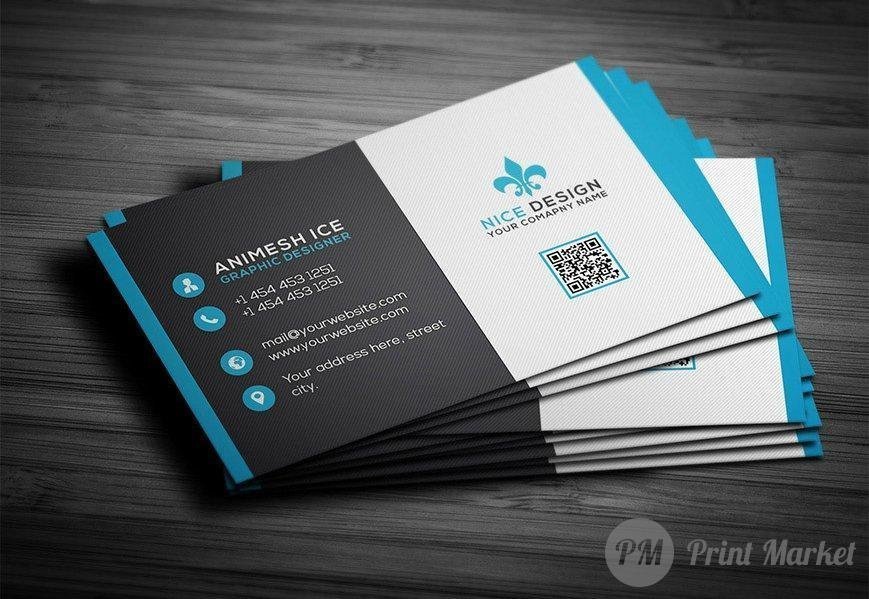 ANIMESH ICE
GRAPHIC DESIGNER
+1 454 453 1251
+1 454 453 1251
mail@yourwebsite.com
www.yourwebsite.com
Your address here, street
city.
NICE DESIGN
YOUR COMAPNY NAME
PM Print Market